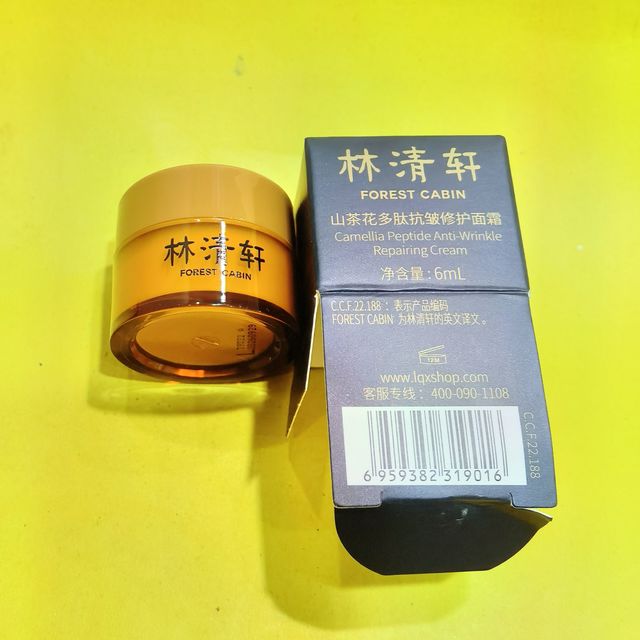 林清轩
FOREST CABIN
林清轩
FOREST CABIN
山茶花多肽抗皱修护面霜
Camellia Peptide Anti-Wrinkle
Repairing Cream
净含量:6mL
C.C.F.22.188:表示产品编码
FOREST CABIN 为林清轩的英文译文。
12M
www.lqxshop.com
客服专线:400-090-1108
6 959382 319016
C.C.F.22.188